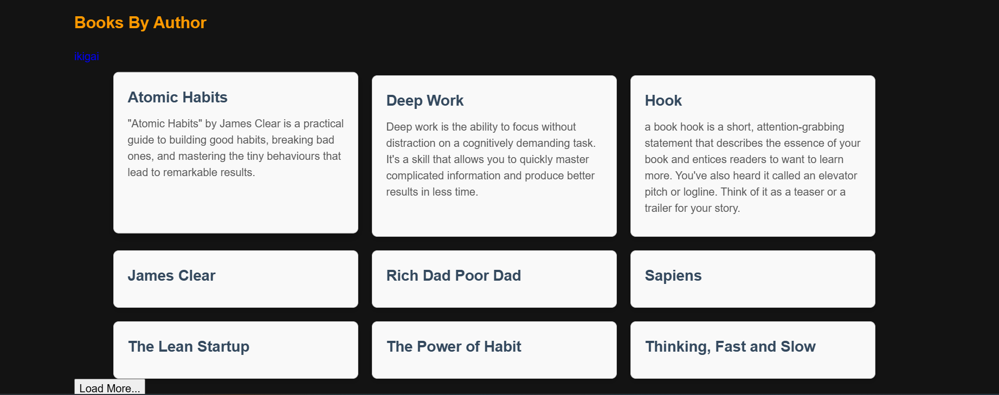 Books By Author
ikigai
Atomic Habits
"Atomic Habits" by James Clear is a practical
guide to building good habits, breaking bad
ones, and mastering the tiny behaviours that
lead to remarkable results.
Deep Work
Deep work is the ability to focus without
distraction on a cognitively demanding task.
It's a skill that allows you to quickly master
complicated information and produce better
results in less time.
Hook
a book hook is a short, attention-grabbing
statement that describes the essence of your
book and entices readers to want to learn
more. You've also heard it called an elevator
pitch or logline. Think of it as a teaser or a
trailer for your story.
James Clear
Rich Dad Poor Dad
Sapiens
The Lean Startup
The Power of Habit
Thinking, Fast and Slow
Load More...